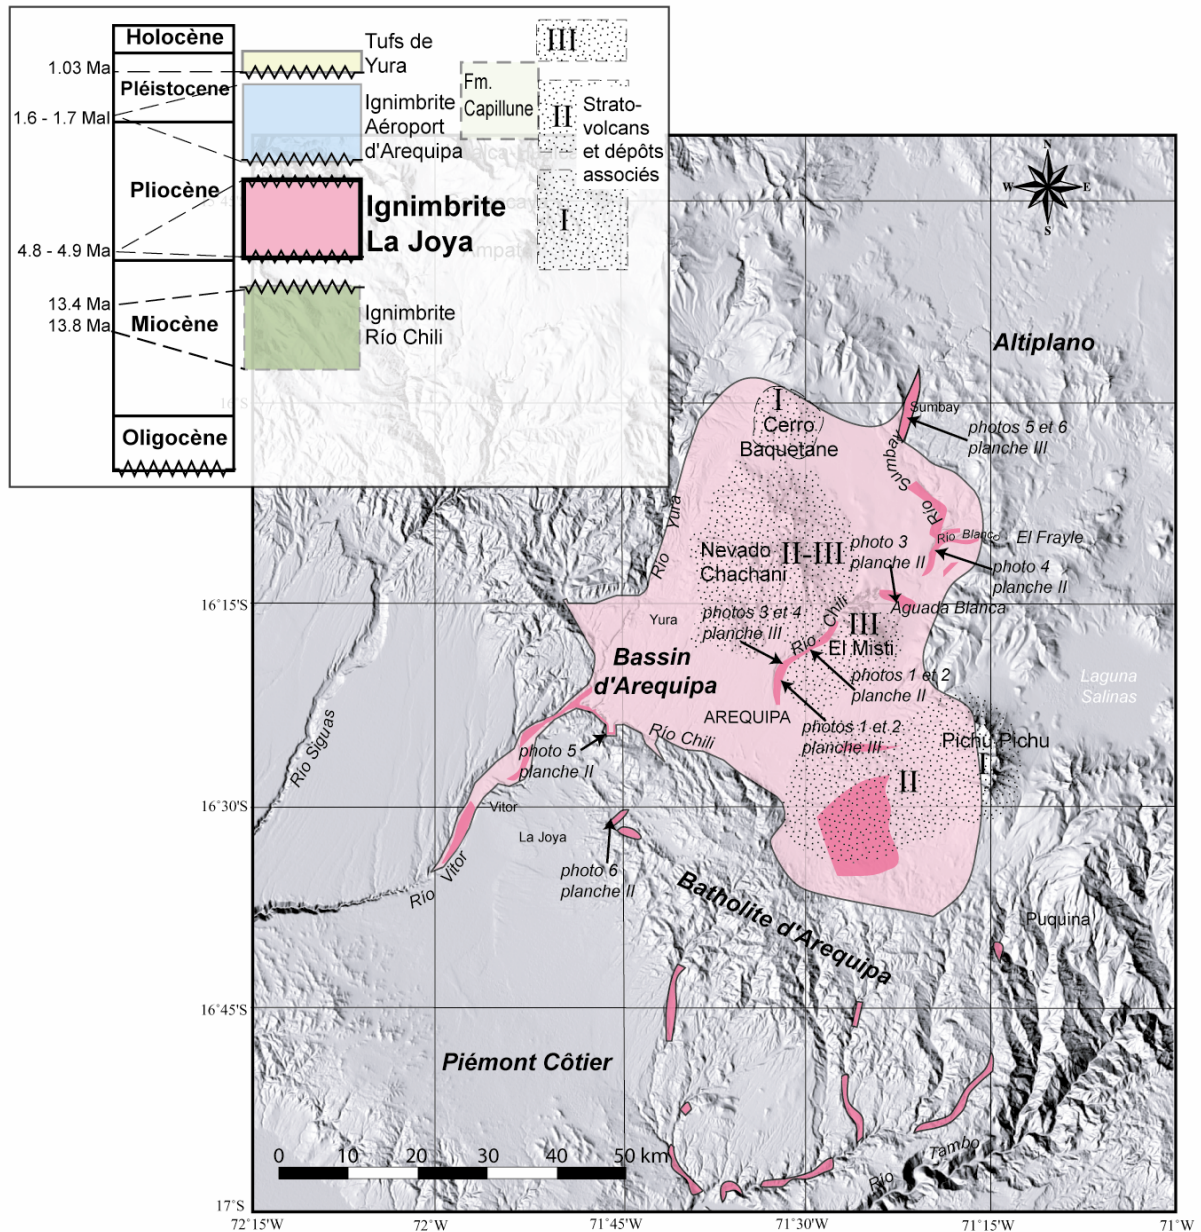 Holocène
Tufs de
Yura
III
1.03 Ma
Pléistocene
Fm.
Capillune
1.6 - 1.7 Mal
Ignimbrite
Aéroport
d'Arequipa
II
Strato-
volcans
et dépôts
associés
Pliocène
Ignimbrite
La Joya
I
4.8 - 4.9 Ma
13.4 Ma
13.8 Ma
Miocène
Ignimbrite
Río Chili
Oligocène
N
W
E
S
Altiplano
I
Cerro
Baquetane
Sumbay
photos 5 et 6
planche III
Río Sumbay
Río Yura
Río Blanco
El Frayle
Nevado
Chachani
II-III
photo 3
planche II
photo 4
planche II
16°15'S
Aguada Blanca
Yura
photos 3 et 4
planche III
Río Chili
III
El Misti
Bassin
d'Arequipa
photos 1 et 2
planche II
Laguna
Salinas
AREQUIPA
Río Chili
photos 1 et 2
planche III
Pichu Pichu
I
Río Siguas
photo 5
planche II
II
16°30'S
Vitor
La Joya
Río Vitor
photo 6
planche II
Batholite d'Arequipa
Puquina
16°45'S
Piémont Côtier
Río Tambo
0 10 20 30 40 50 km
17°S
72°15'W
72°W
71°45'W
71°30'W
71°15'W
71°W